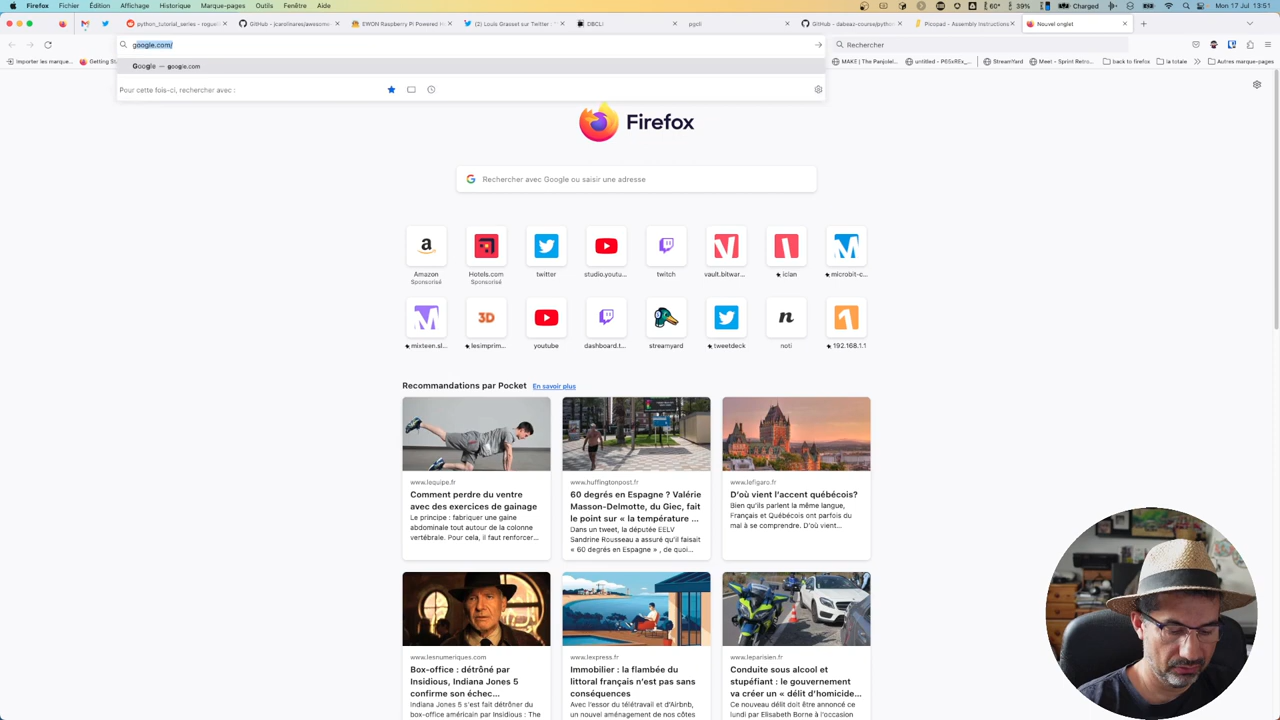 Firefox Fichier Édition Affichage Historique Marque-pages Outils Fenêtre Aide
60° 39% Charged Mon 17 jul 13:51
python_tutorial_series - roguel
GitHub - jcarolinares/awesome-
EWON Raspberry Pi Powered H
(2) Louis Grasset sur Twitter : "
DBCLI
pgcli
GitHub - dabeaz-course/python
Picopad - Assembly Instructions
Nouvel onglet
google.com/
Rechercher
Google — google.com
Importer les marque...
Getting St
MAKE | The Panjolei...
StreamYard
Meet - Sprint Retro...
back to firefox
la totale
Autres marque-pages
Pour cette fois-ci, rechercher avec :
Firefox
Rechercher avec Google ou saisir une adresse
Amazon
Sponsorisé
Hotels.com
Sponsorisé
twitter
studio.youtu...
twitch
vault.bitwar...
ician
microbit-c...
3D
n
mixteen.sl...
lesimprim...
youtube
dashboard.t...
streamyard
tweetdeck
noti
192.168.1.1
Recommandations par Pocket En savoir plus
www.lequipe.fr
Comment perdre du ventre
avec des exercices de gainage
Le principe : fabriquer une gaine
abdominale tout autour de la colonne
vertébrale. Pour cela, il faut renforcer...
www.huffingtonpost.fr
60 degrés en Espagne ? Valérie
Masson-Delmotte, du Giec, fait
le point sur « la température ...
Dans un tweet, la députée EELV
Sandrine Rousseau a assuré qu'il faisait
« 60 degrés en Espagne » , de quoi...
www.lefigaro.fr
D'où vient l'accent québécois?
Bien qu'ils parlent la même langue,
Français et Québécois ont parfois du
mal à se comprendre. D'où vient...
www.lesnumeriques.com
Box-office : détrôné par
Insidious, Indiana Jones 5
confirme son échec...
Indiana Jones 5 s'est fait détrôner du
box-office américain par Insidious : The
www.lexpress.fr
Immobilier : la flambée du
littoral français n'est pas sans
conséquences
Avec l'essor du télétravail et d'Airbnb,
un nouvel aménagement de nos côtes
www.leparisien.fr
Conduite sous alcool et
stupéfiant : le gouvernement
va créer un « délit d'homicide...
Ce nouveau délit doit être annoncé ce
lundi par Elisabeth Borne à l'occasion